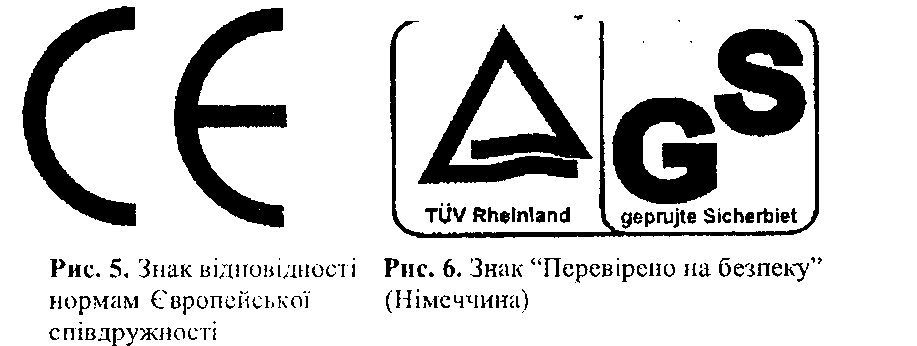 CE
GS
TÜV Rheinland
geprujte Sicherbiet
Рис. 5. Знак відповідності
нормам Європейської
співдружності
Рис. 6. Знак “Перевірено на безпеку”
(Німеччина)